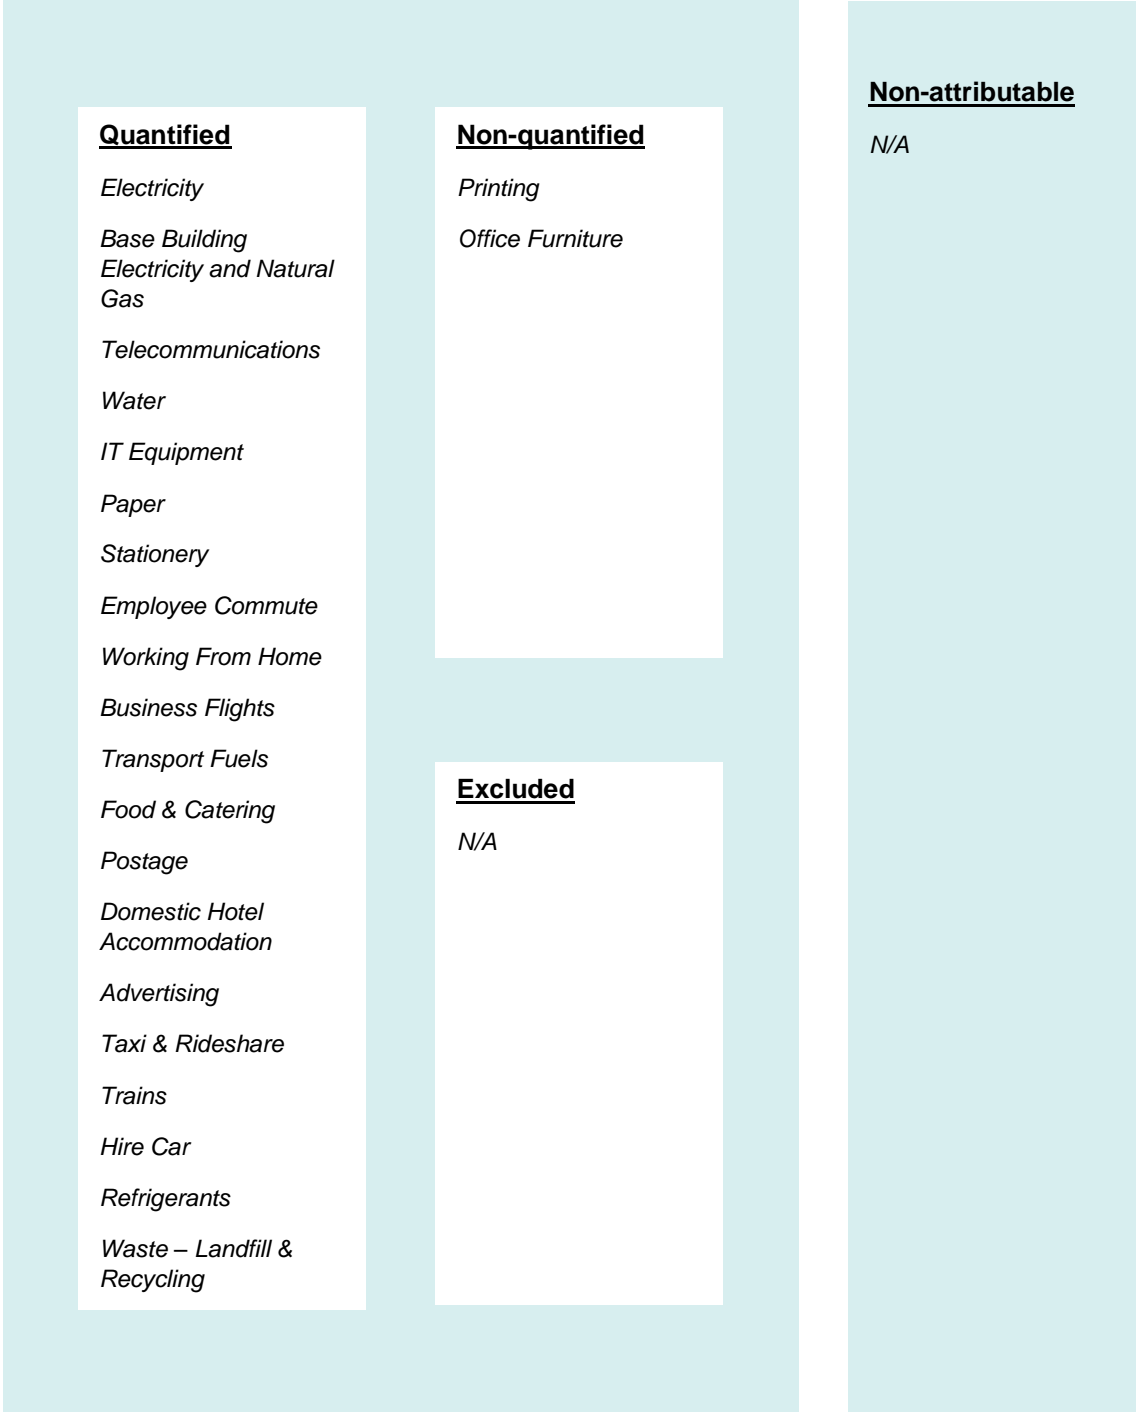 Quantified
Electricity
Base Building
Electricity and Natural
Gas
Telecommunications
Water
IT Equipment
Paper
Stationery
Employee Commute
Working From Home
Business Flights
Transport Fuels
Food & Catering
Postage
Domestic Hotel
Accommodation
Advertising
Taxi & Rideshare
Trains
Hire Car
Refrigerants
Waste – Landfill &
Recycling
Non-quantified
Printing
Office Furniture
Excluded
N/A
Non-attributable
N/A